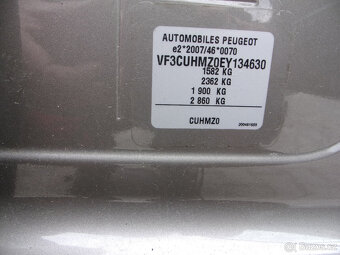 AUTOMOBILES PEUGEOT
e2*2007/46*0070
VF3CUHMZ0EY134630
1582 KG
2362 KG
1 900 KG
2 860 KG
CUHMZ0